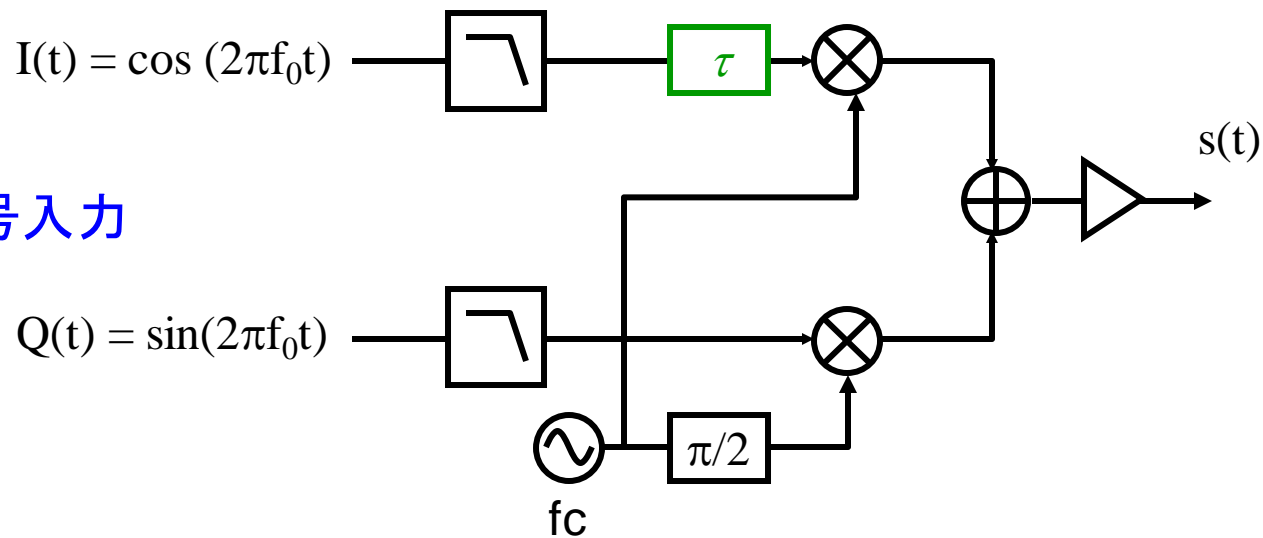 I(t) = cos (2πf₀t)
τ
s(t)
号入力
Q(t) = sin(2πf₀t)
π/2
fc